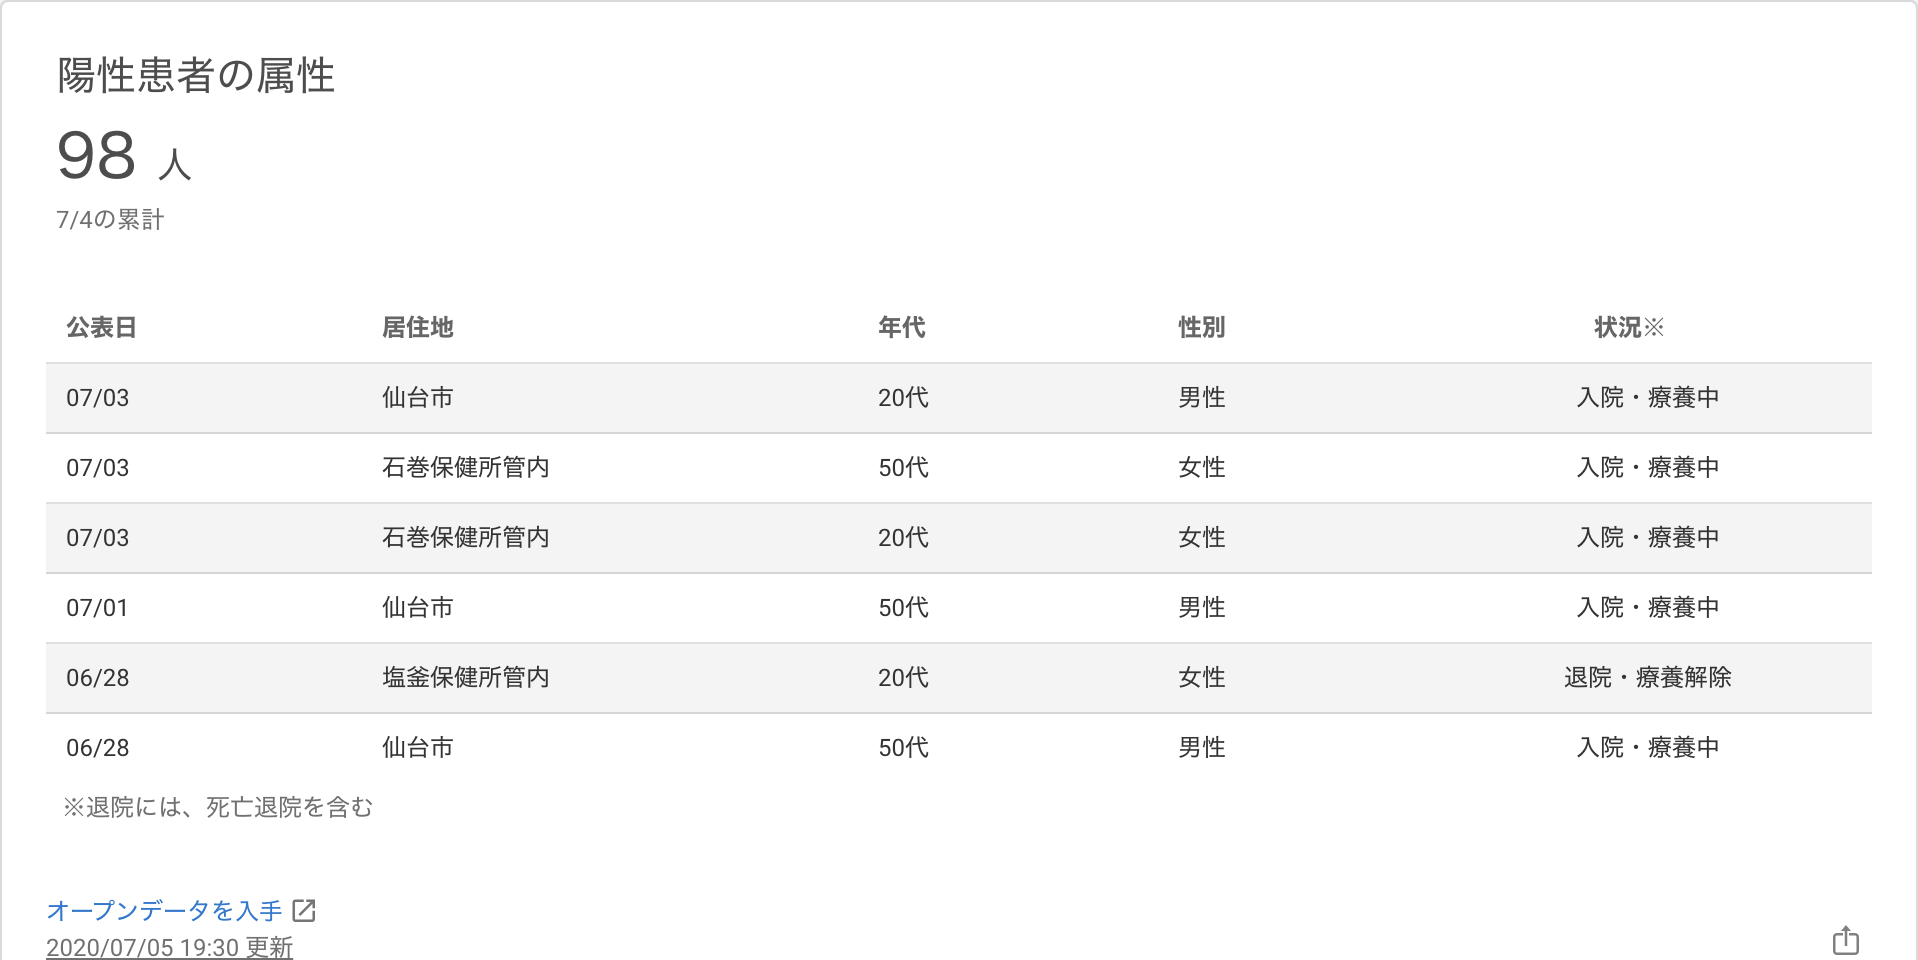 陽性患者の属性
98 人
7/4の累計
公表日 居住地 年代 性別 状況※
07/03 仙台市 20代 男性 入院・療養中
07/03 石巻保健所管内 50代 女性 入院・療養中
07/03 石巻保健所管内 20代 女性 入院・療養中
07/01 仙台市 50代 男性 入院・療養中
06/28 塩釜保健所管内 20代 女性 退院・療養解除
06/28 仙台市 50代 男性 入院・療養中
※退院には、死亡退院を含む
オープンデータを入手
2020/07/05 19:30 更新